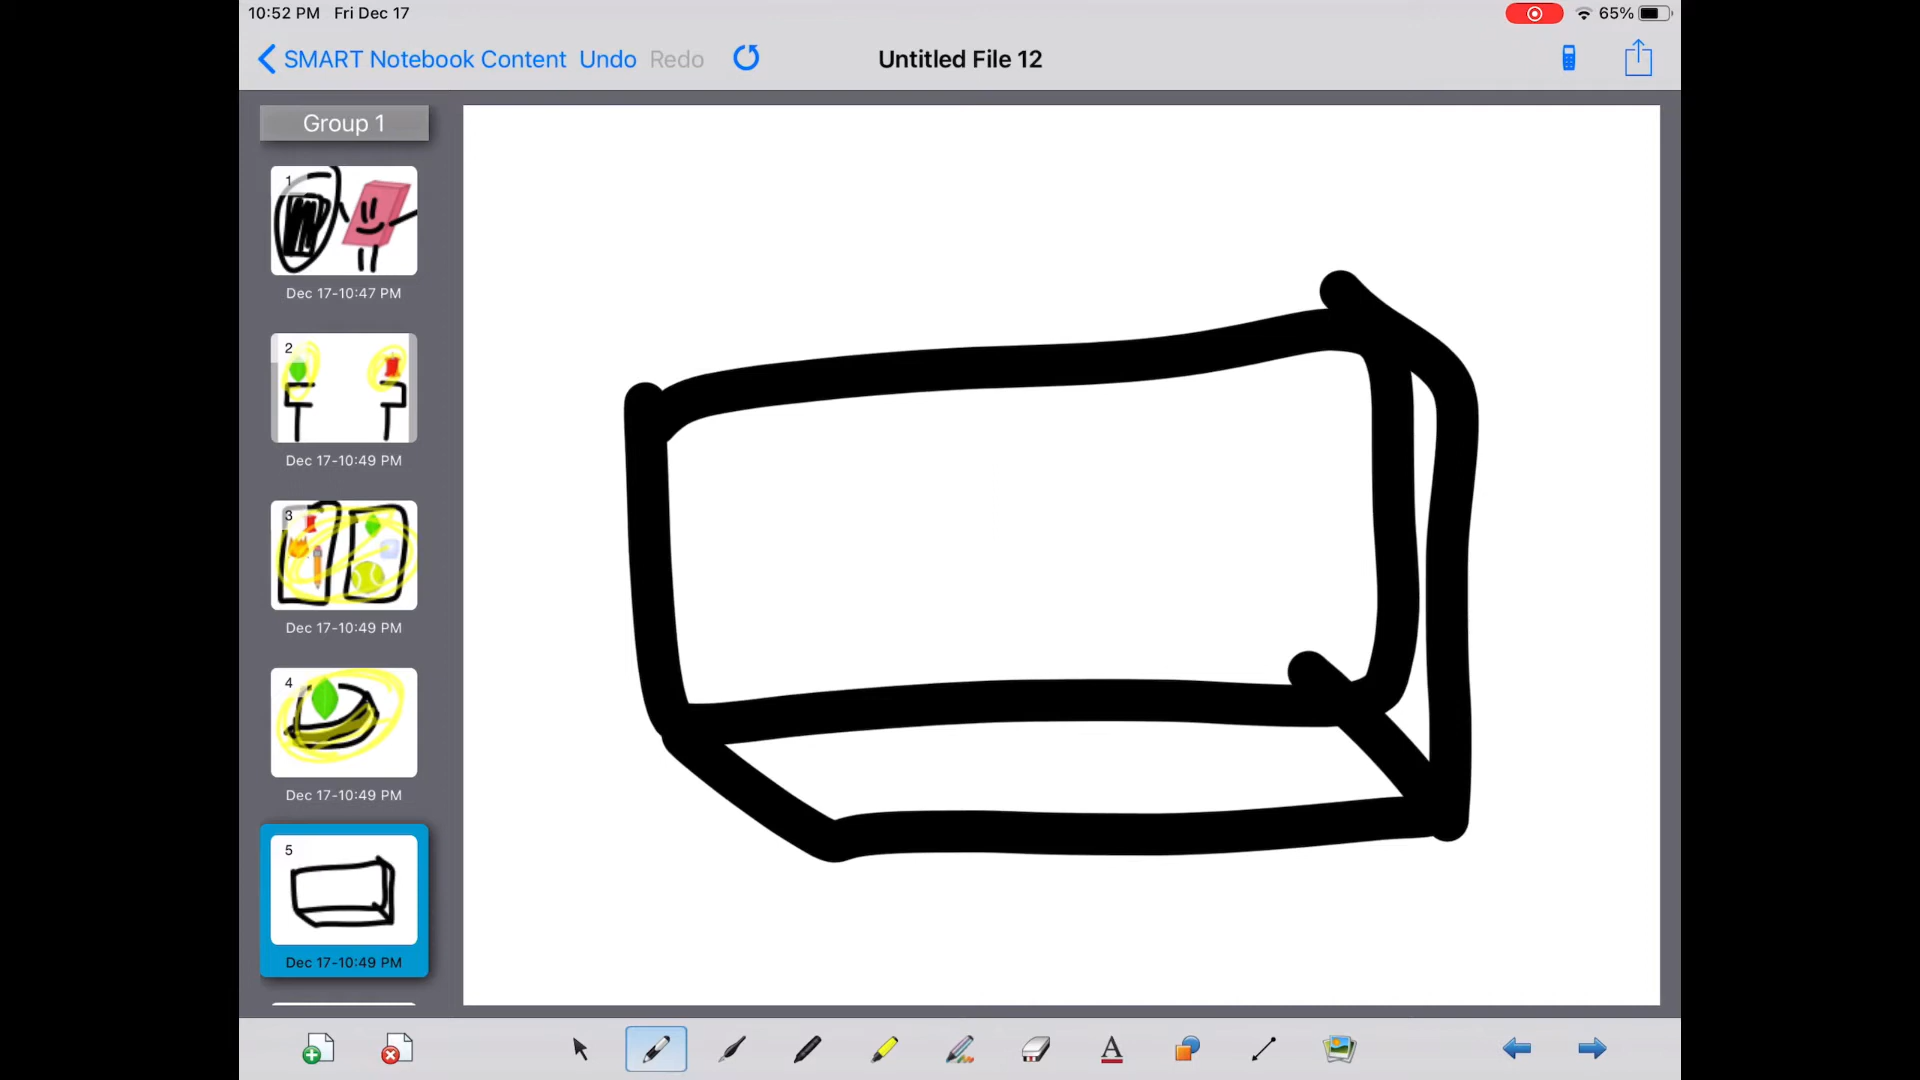 10:52 PM Fri Dec 17
65%
SMART Notebook Content Undo Redo
Untitled File 12
Group 1
1
Dec 17-10:47 PM
2
Dec 17-10:49 PM
3
Dec 17-10:49 PM
4
Dec 17-10:49 PM
5
Dec 17-10:49 PM
A